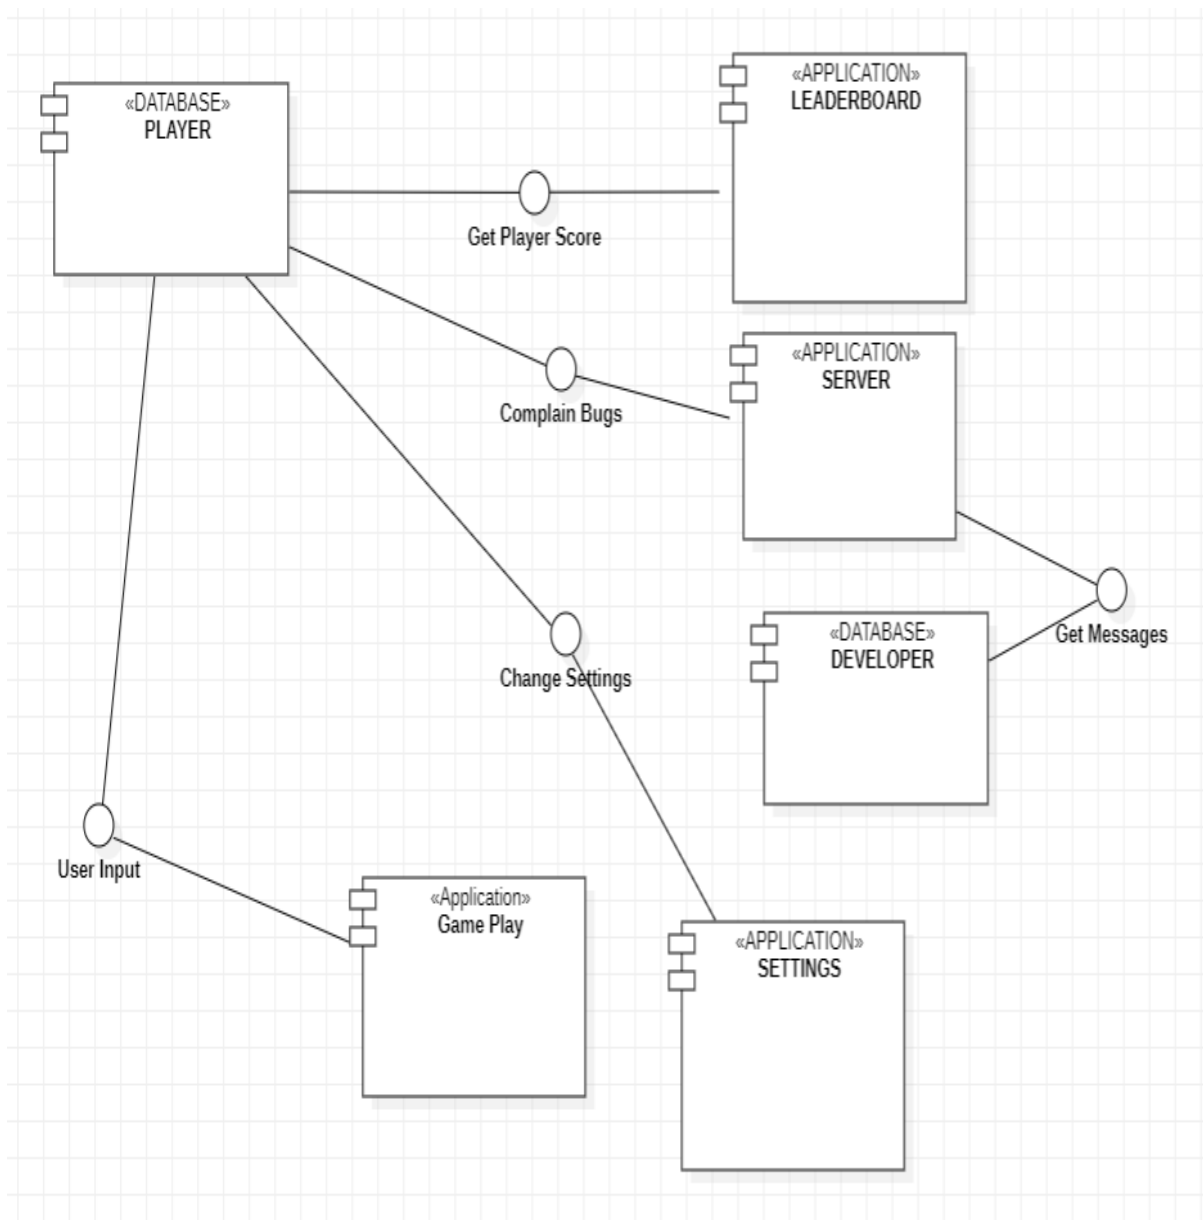 «DATABASE»
PLAYER
«APPLICATION»
LEADERBOARD
Get Player Score
«APPLICATION»
SERVER
Complain Bugs
Get Messages
«DATABASE»
DEVELOPER
Change Settings
User Input
«Application»
Game Play
«APPLICATION»
SETTINGS